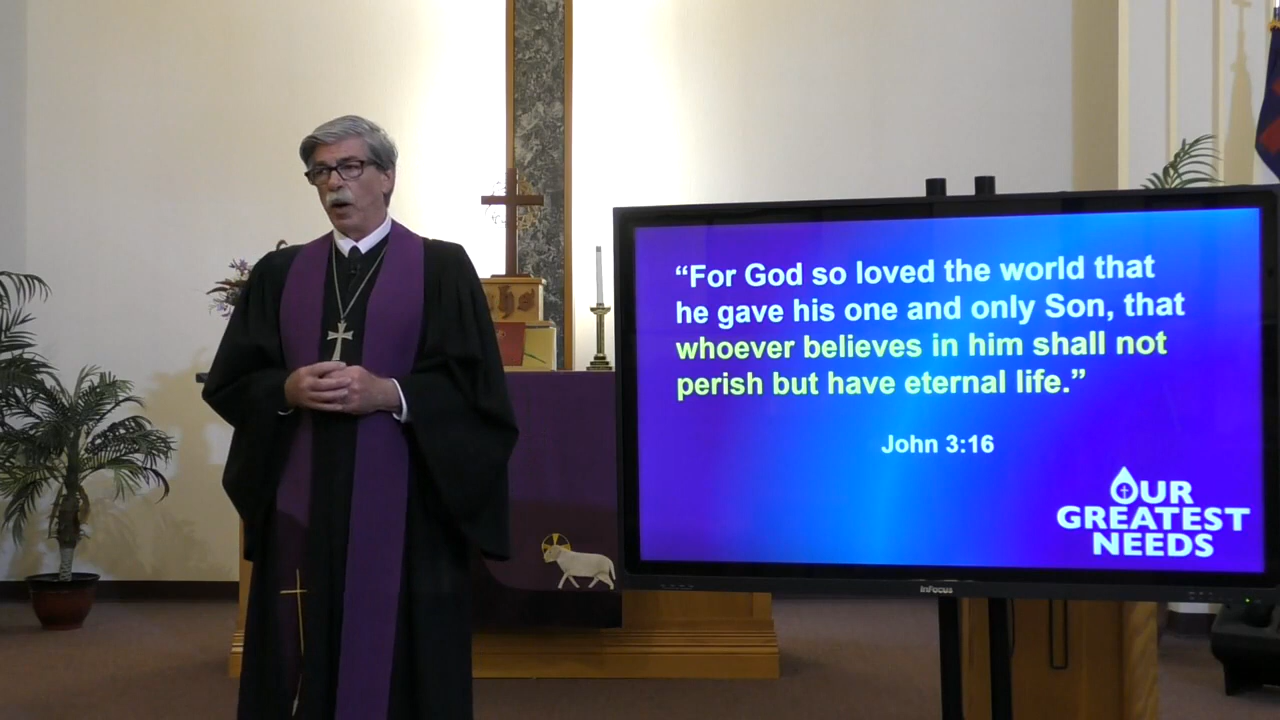 “For God so loved the world that
he gave his one and only Son, that
whoever believes in him shall not
perish but have eternal life.”
John 3:16
OUR
GREATEST
NEEDS
InFocus